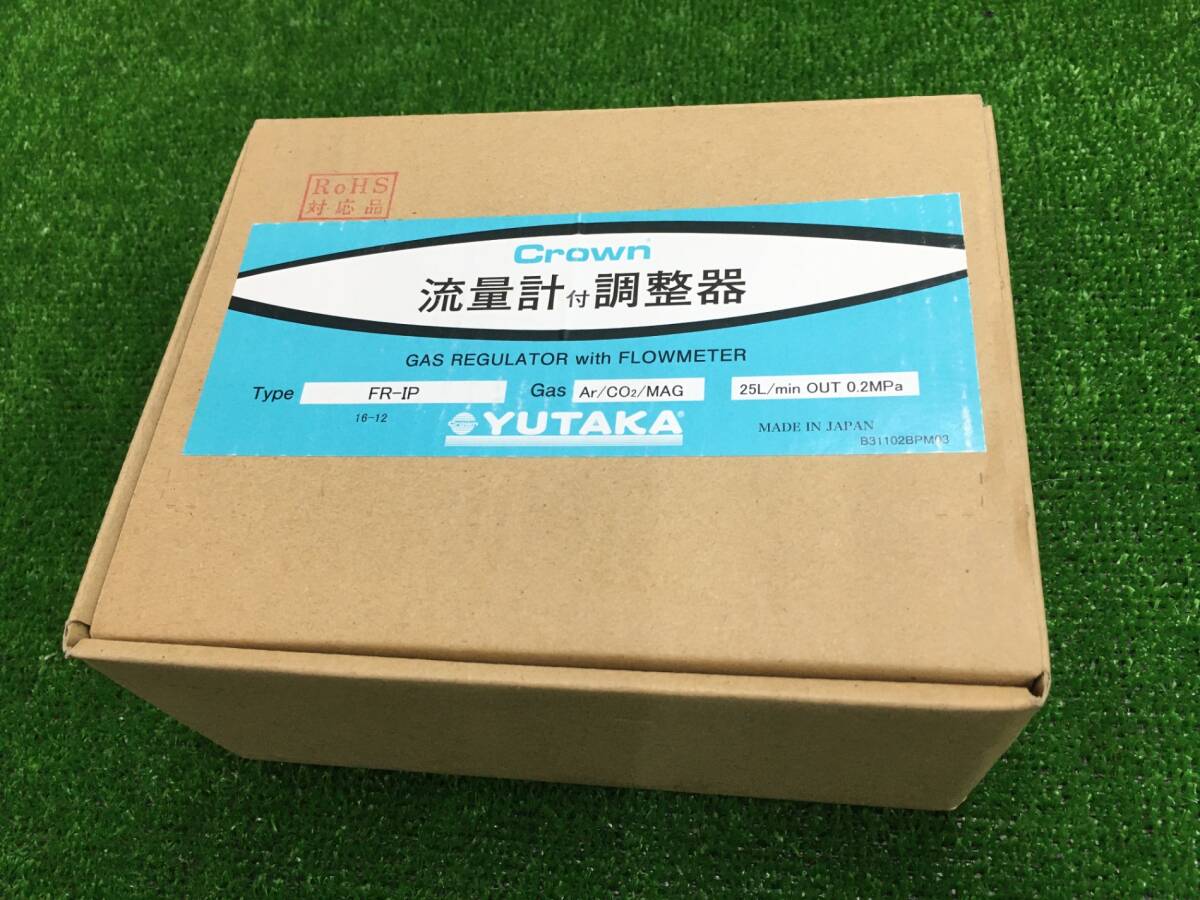 RoHS
対応品
Crown
流量計付調整器
GAS REGULATOR with FLOWMETER
Type FR-IP Gas Ar/CO2/MAG 25L/min OUT 0.2MPa
16-12
YUTAKA
MADE IN JAPAN
B31102BPM03